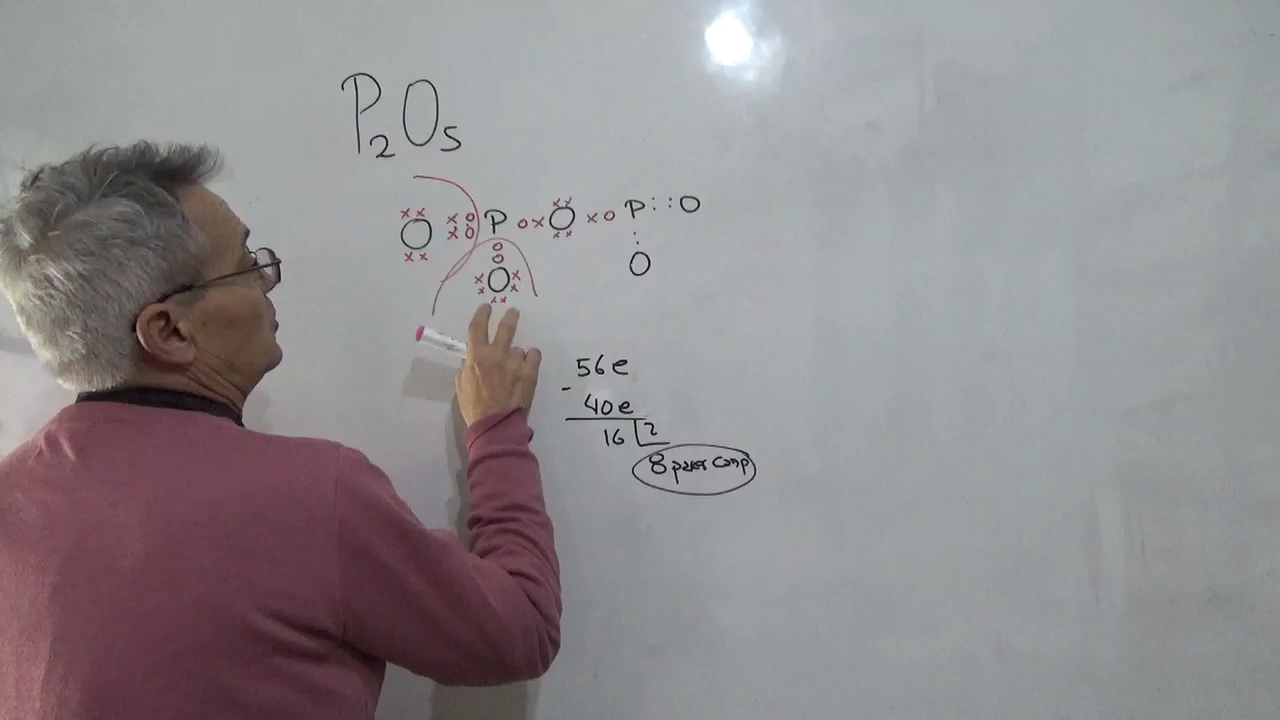 P₂O₅
O P O P O
O O
56e
- 40e
16 2
8 pares comp